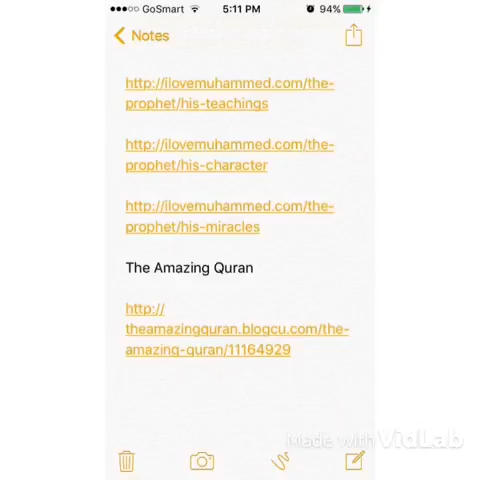 GoSmart 5:11 PM 94%
Notes
http://ilovemuhammed.com/the-
prophet/his-teachings
http://ilovemuhammed.com/the-
prophet/his-character
http://ilovemuhammed.com/the-
prophet/his-miracles
The Amazing Quran
http://
theamazingquran.blogcu.com/the-
amazing-quran/11164929
Made with VidLab